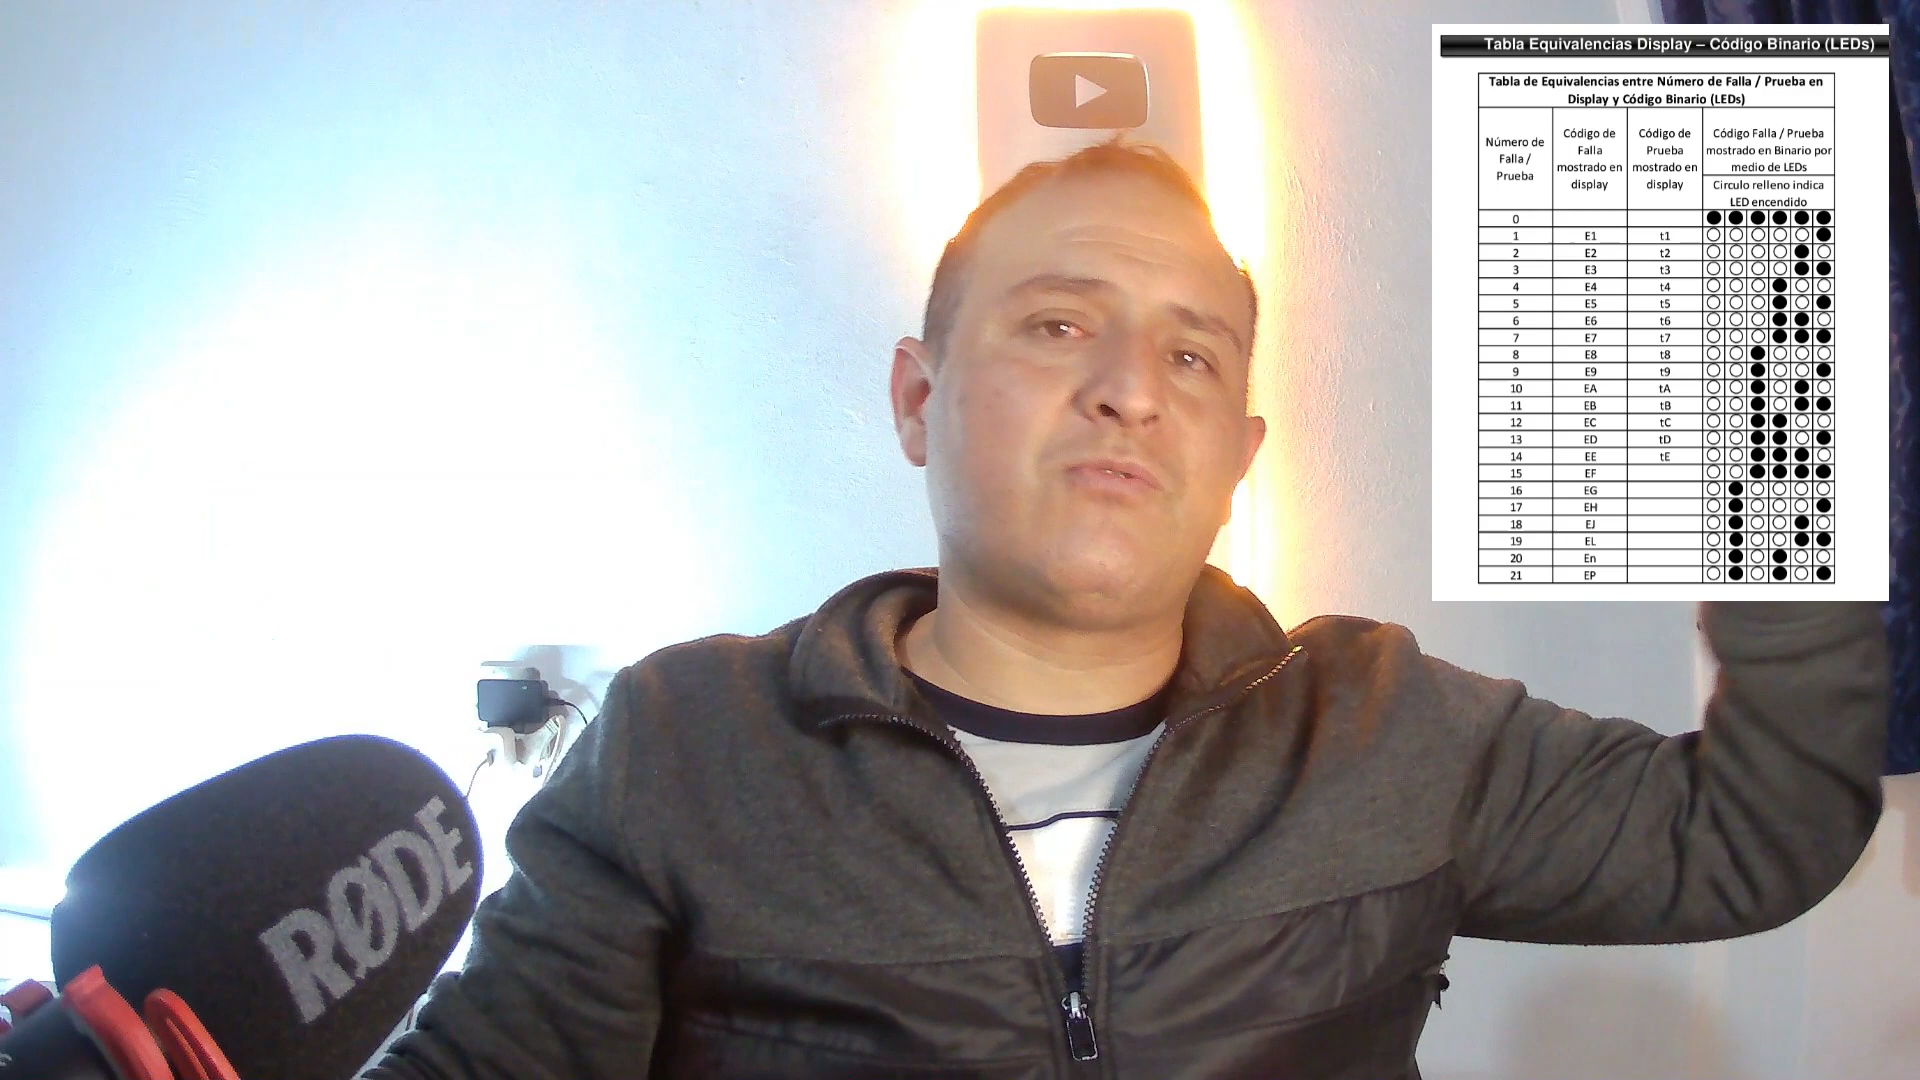 Tabla Equivalencias Display – Código Binario (LEDs)
Tabla de Equivalencias entre Número de Falla / Prueba en
Display y Código Binario (LEDs)
Número de
Falla /
Prueba
Código de
Falla
mostrado en
display
Código de
Prueba
mostrado en
display
Código Falla / Prueba
mostrado en Binario por
medio de LEDs
Circulo relleno indica
LED encendido
0
1 E1 t1
2 E2 t2
3 E3 t3
4 E4 t4
5 E5 t5
6 E6 t6
7 E7 t7
8 E8 t8
9 E9 t9
10 EA tA
11 EB tB
12 EC tC
13 ED tD
14 EE tE
15 EF
16 EG
17 EH
18 EJ
19 EL
20 En
21 EP
RØDE